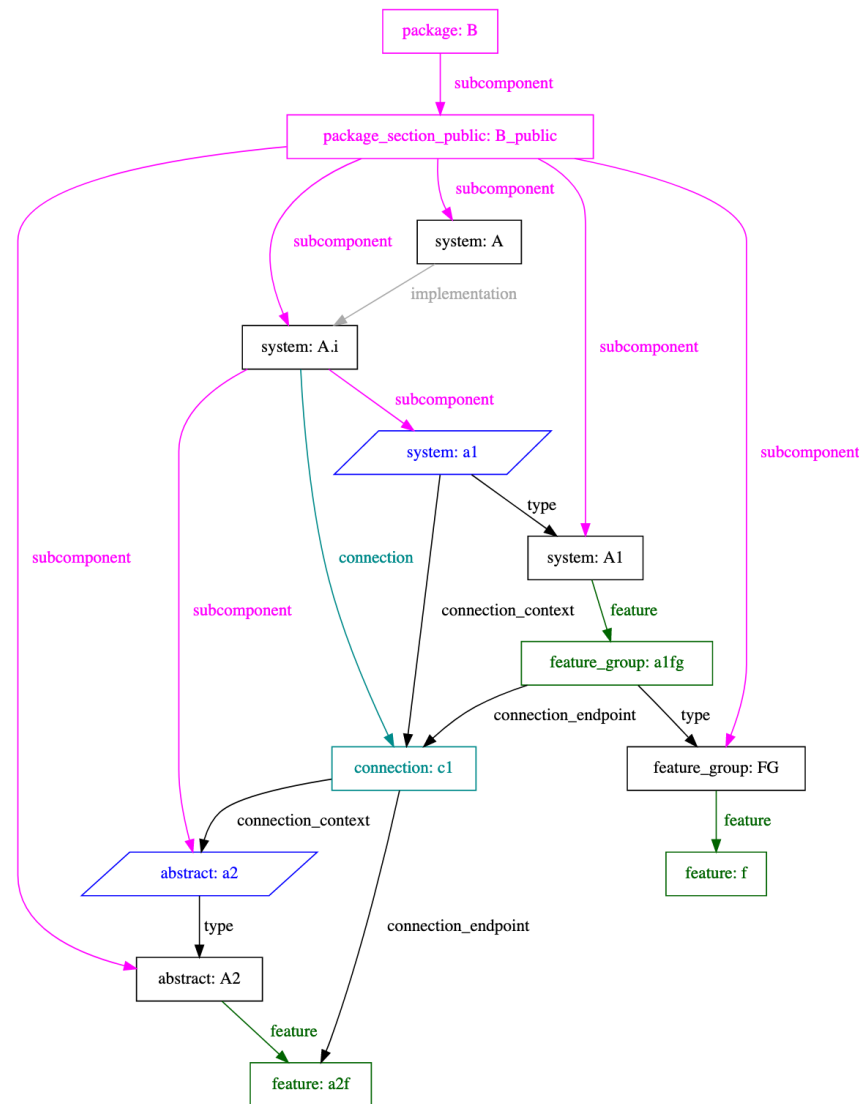 package: B
subcomponent
package_section_public: B_public
subcomponent
system: A
subcomponent
implementation
system: A.i
subcomponent
subcomponent
subcomponent
system: a1
type
subcomponent
connection
system: A1
subcomponent
connection_context
feature
feature_group: a1fg
connection_endpoint
type
connection: c1
feature_group: FG
connection_context
feature
abstract: a2
feature: f
type
connection_endpoint
abstract: A2
feature
feature: a2f